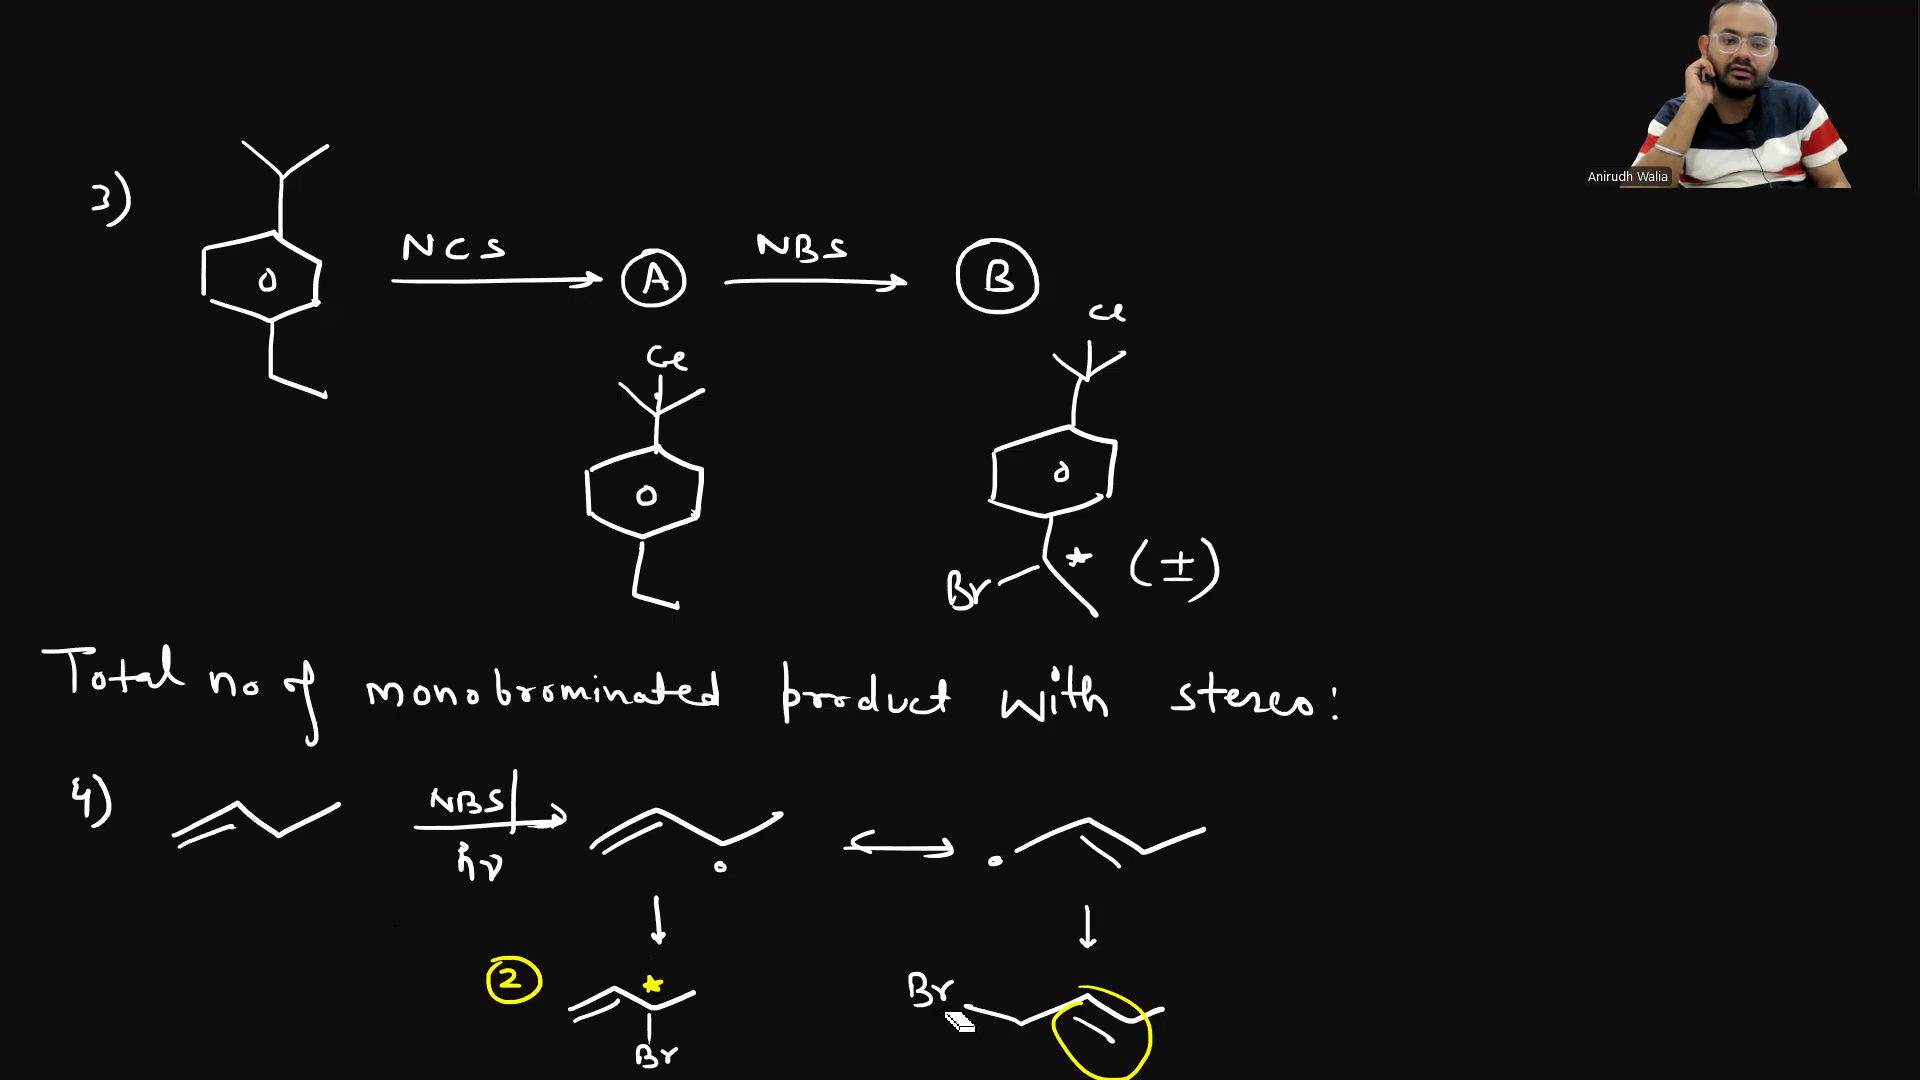 Anirudh Walia
3)
NCS
A
NBS
B
Cl
Cl
Br
* (±)
Total no of monobrominated product with stereo:
4)
NBS|
hν
2
*
Br
Br